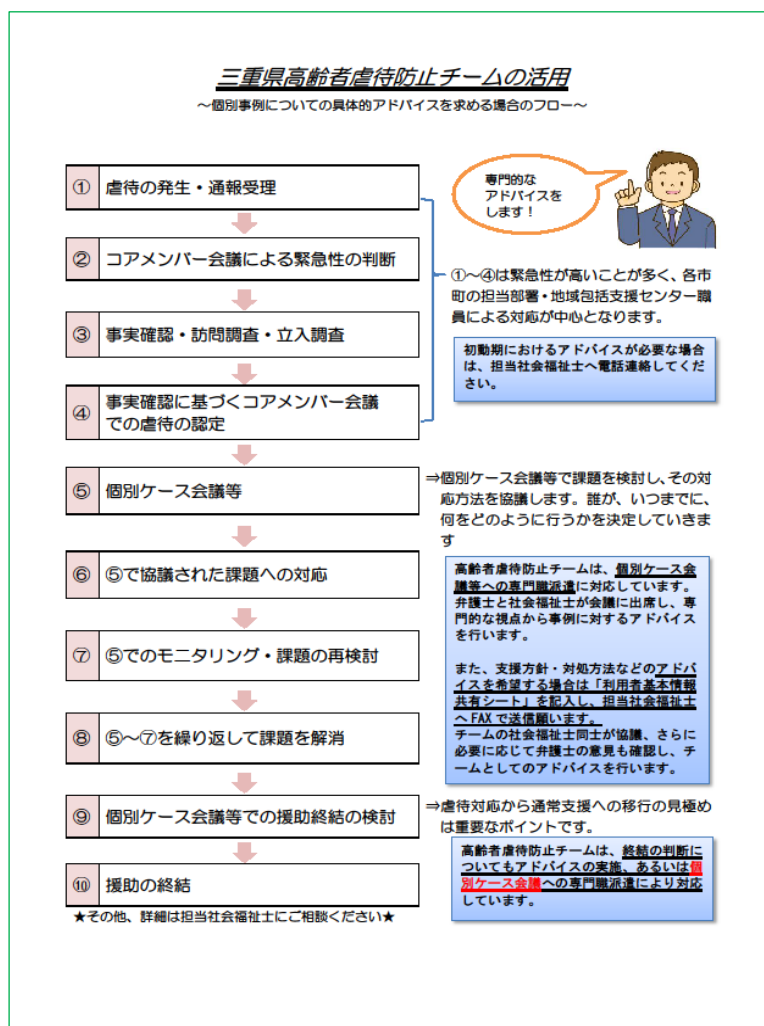 三重県高齢者虐待防止チームの活用
～個別事例についての具体的アドバイスを求める場合のフロー～
専門的な
アドバイスを
します！
① 虐待の発生・通報受理
② コアメンバー会議による緊急性の判断
③ 事実確認・訪問調査・立入調査
④ 事実確認に基づくコアメンバー会議
での虐待の認定
①～④は緊急性が高いことが多く、各市
町の担当部署・地域包括支援センター職
員による対応が中心となります。
初動期におけるアドバイスが必要な場合
は、担当社会福祉士へ電話連絡してくだ
さい。
⑤ 個別ケース会議等
⇒個別ケース会議等で課題を検討し、その対
応方法を協議します。誰が、いつまでに、
何をどのように行うかを決定していきま
す
⑥ ⑤で協議された課題への対応
⑦ ⑤でのモニタリング・課題の再検討
⑧ ⑤～⑦を繰り返して課題を解消
高齢者虐待防止チームは、個別ケース会
議等への専門職派遣に対応しています。
弁護士と社会福祉士が会議に出席し、専
門的な視点から事例に対するアドバイス
を行います。
また、支援方針・対処方法などのアドバ
イスを希望する場合は「利用者基本情報
共有シート」を記入し、担当社会福祉士
へFAXで送信願います。
チームの社会福祉士同士が協議、さらに
必要に応じて弁護士の意見も確認し、チ
ームとしてのアドバイスを行います。
⑨ 個別ケース会議等での援助終結の検討
⇒虐待対応から通常支援への移行の見極め
は重要なポイントです。
⑩ 援助の終結
高齢者虐待防止チームは、終結の判断に
ついてもアドバイスの実施、あるいは個
別ケース会議への専門職派遣により対応
しています。
★その他、詳細は担当社会福祉士にご相談ください★